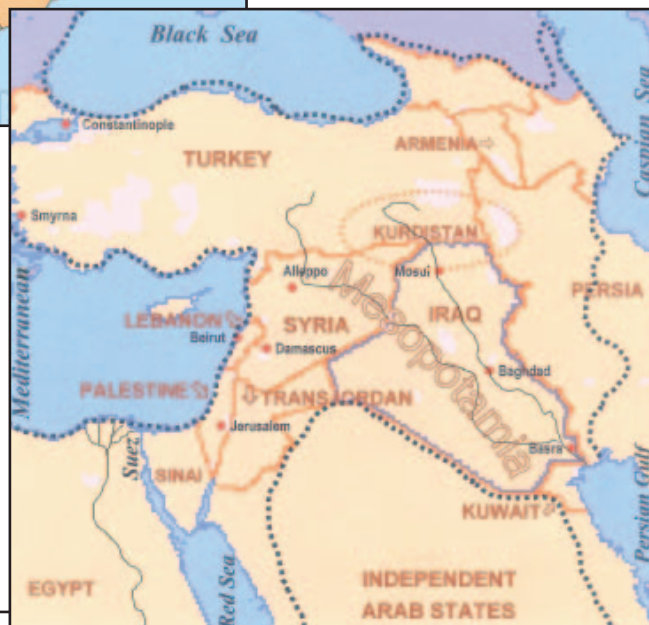 Black Sea
Caspian Sea
Constantinople
TURKEY
ARMENIA
Smyrna
KURDISTAN
Alleppo
Mosul
PERSIA
Mesopotamia
IRAQ
LEBANON
SYRIA
Beirut
Mediterranean
Damascus
Baghdad
PALESTINE
TRANSJORDAN
Jerusalem
Suez
Basra
SINAI
KUWAIT
Persian Gulf
EGYPT
Red Sea
INDEPENDENT
ARAB STATES